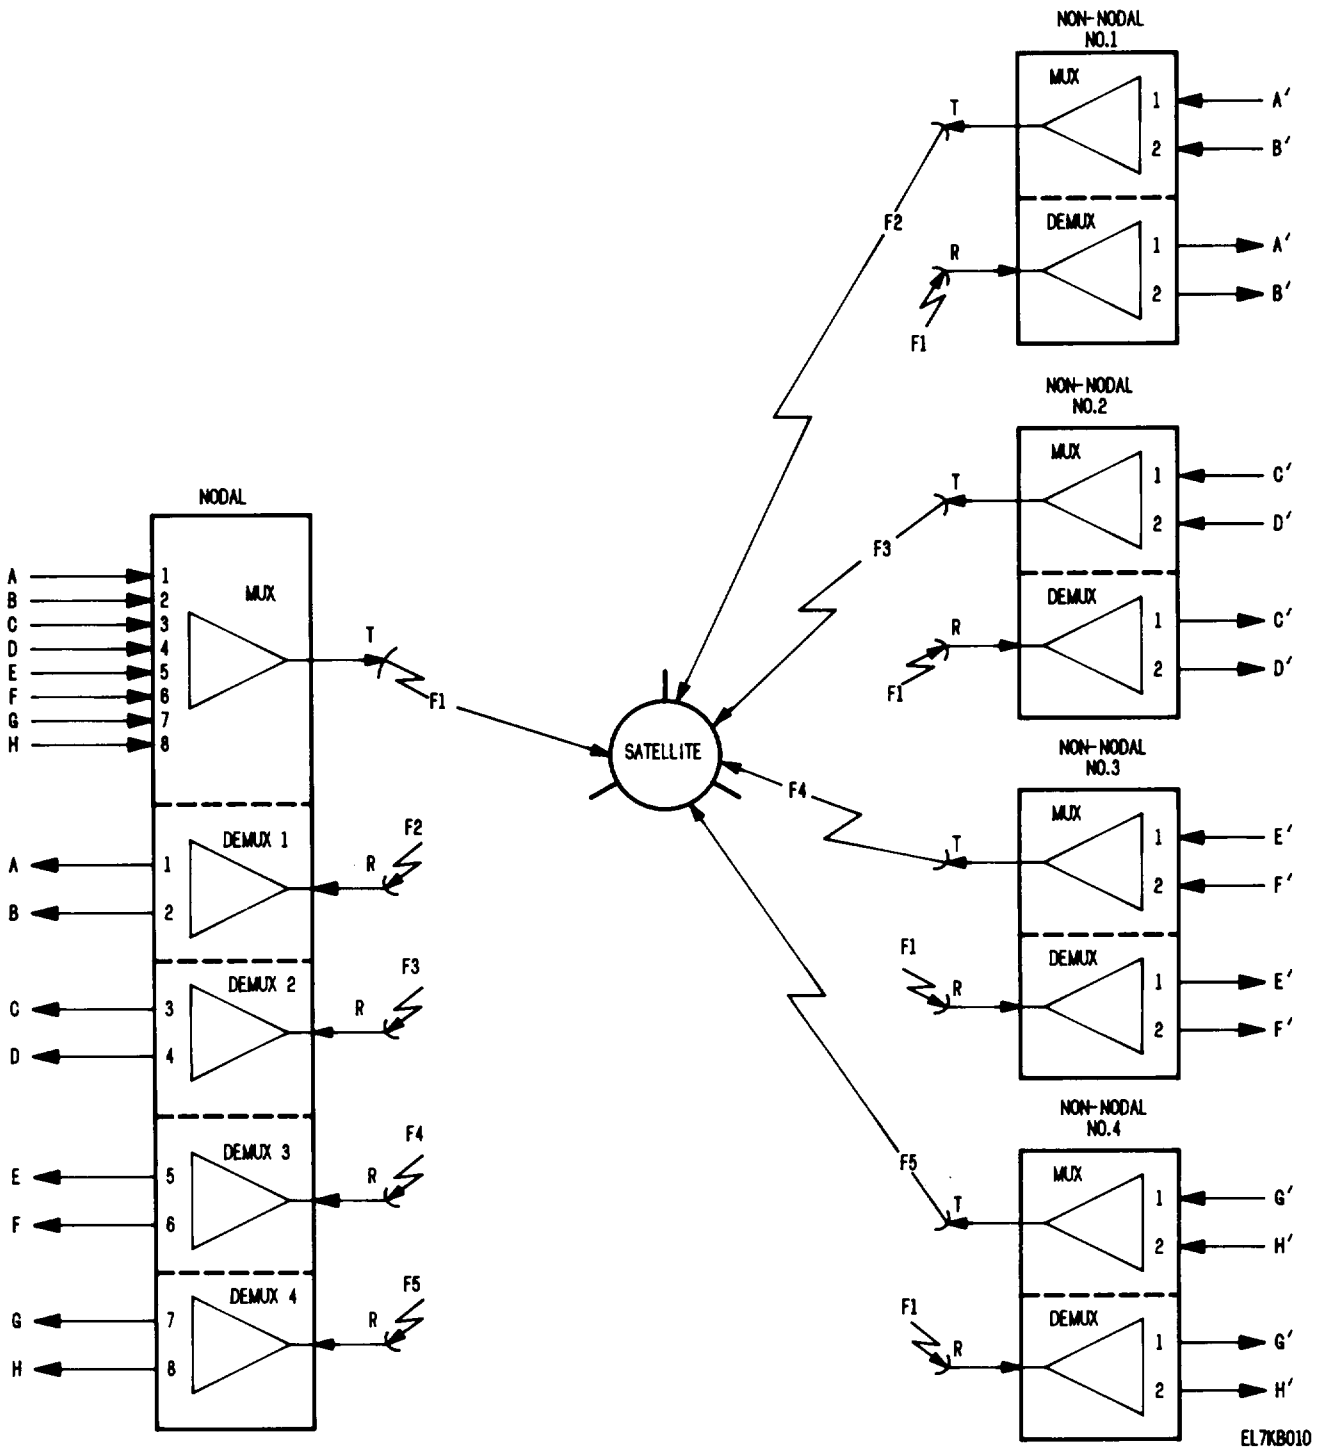 NODAL
MUX
A 1
B 2
C 3
D 4
E 5
F 6
G 7
H 8
T
F1
DEMUX 1
A 1
B 2
R
F2
DEMUX 2
C 3
D 4
R
F3
DEMUX 3
E 5
F 6
R
F4
DEMUX 4
G 7
H 8
R
F5
SATELLITE
F2
F3
F4
F5
NON-NODAL
NO.1
MUX
T
1 A′
2 B′
DEMUX
R
F1
1 A′
2 B′
NON-NODAL
NO.2
MUX
T
1 C′
2 D′
DEMUX
R
F1
1 C′
2 D′
NON-NODAL
NO.3
MUX
T
1 E′
2 F′
DEMUX
F1
R
1 E′
2 F′
NON-NODAL
NO.4
MUX
T
1 G′
2 H′
DEMUX
F1
R
1 G′
2 H′
EL7KB010